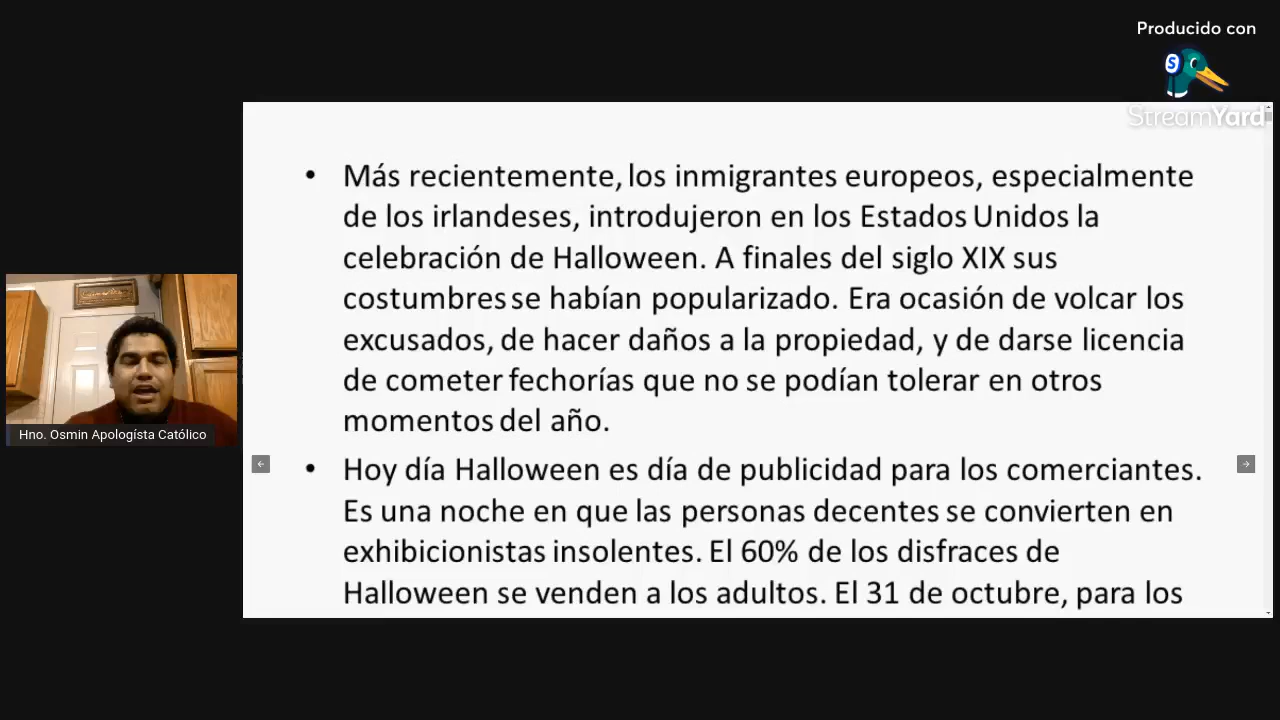 Producido con
StreamYard
Más recientemente, los inmigrantes europeos, especialmente
de los irlandeses, introdujeron en los Estados Unidos la
celebración de Halloween. A finales del siglo XIX sus
costumbres se habían popularizado. Era ocasión de volcar los
excusados, de hacer daños a la propiedad, y de darse licencia
de cometer fechorías que no se podían tolerar en otros
momentos del año.
Hno. Osmin Apologísta Católico
Hoy día Halloween es día de publicidad para los comerciantes.
Es una noche en que las personas decentes se convierten en
exhibicionistas insolentes. El 60% de los disfraces de
Halloween se venden a los adultos. El 31 de octubre, para los